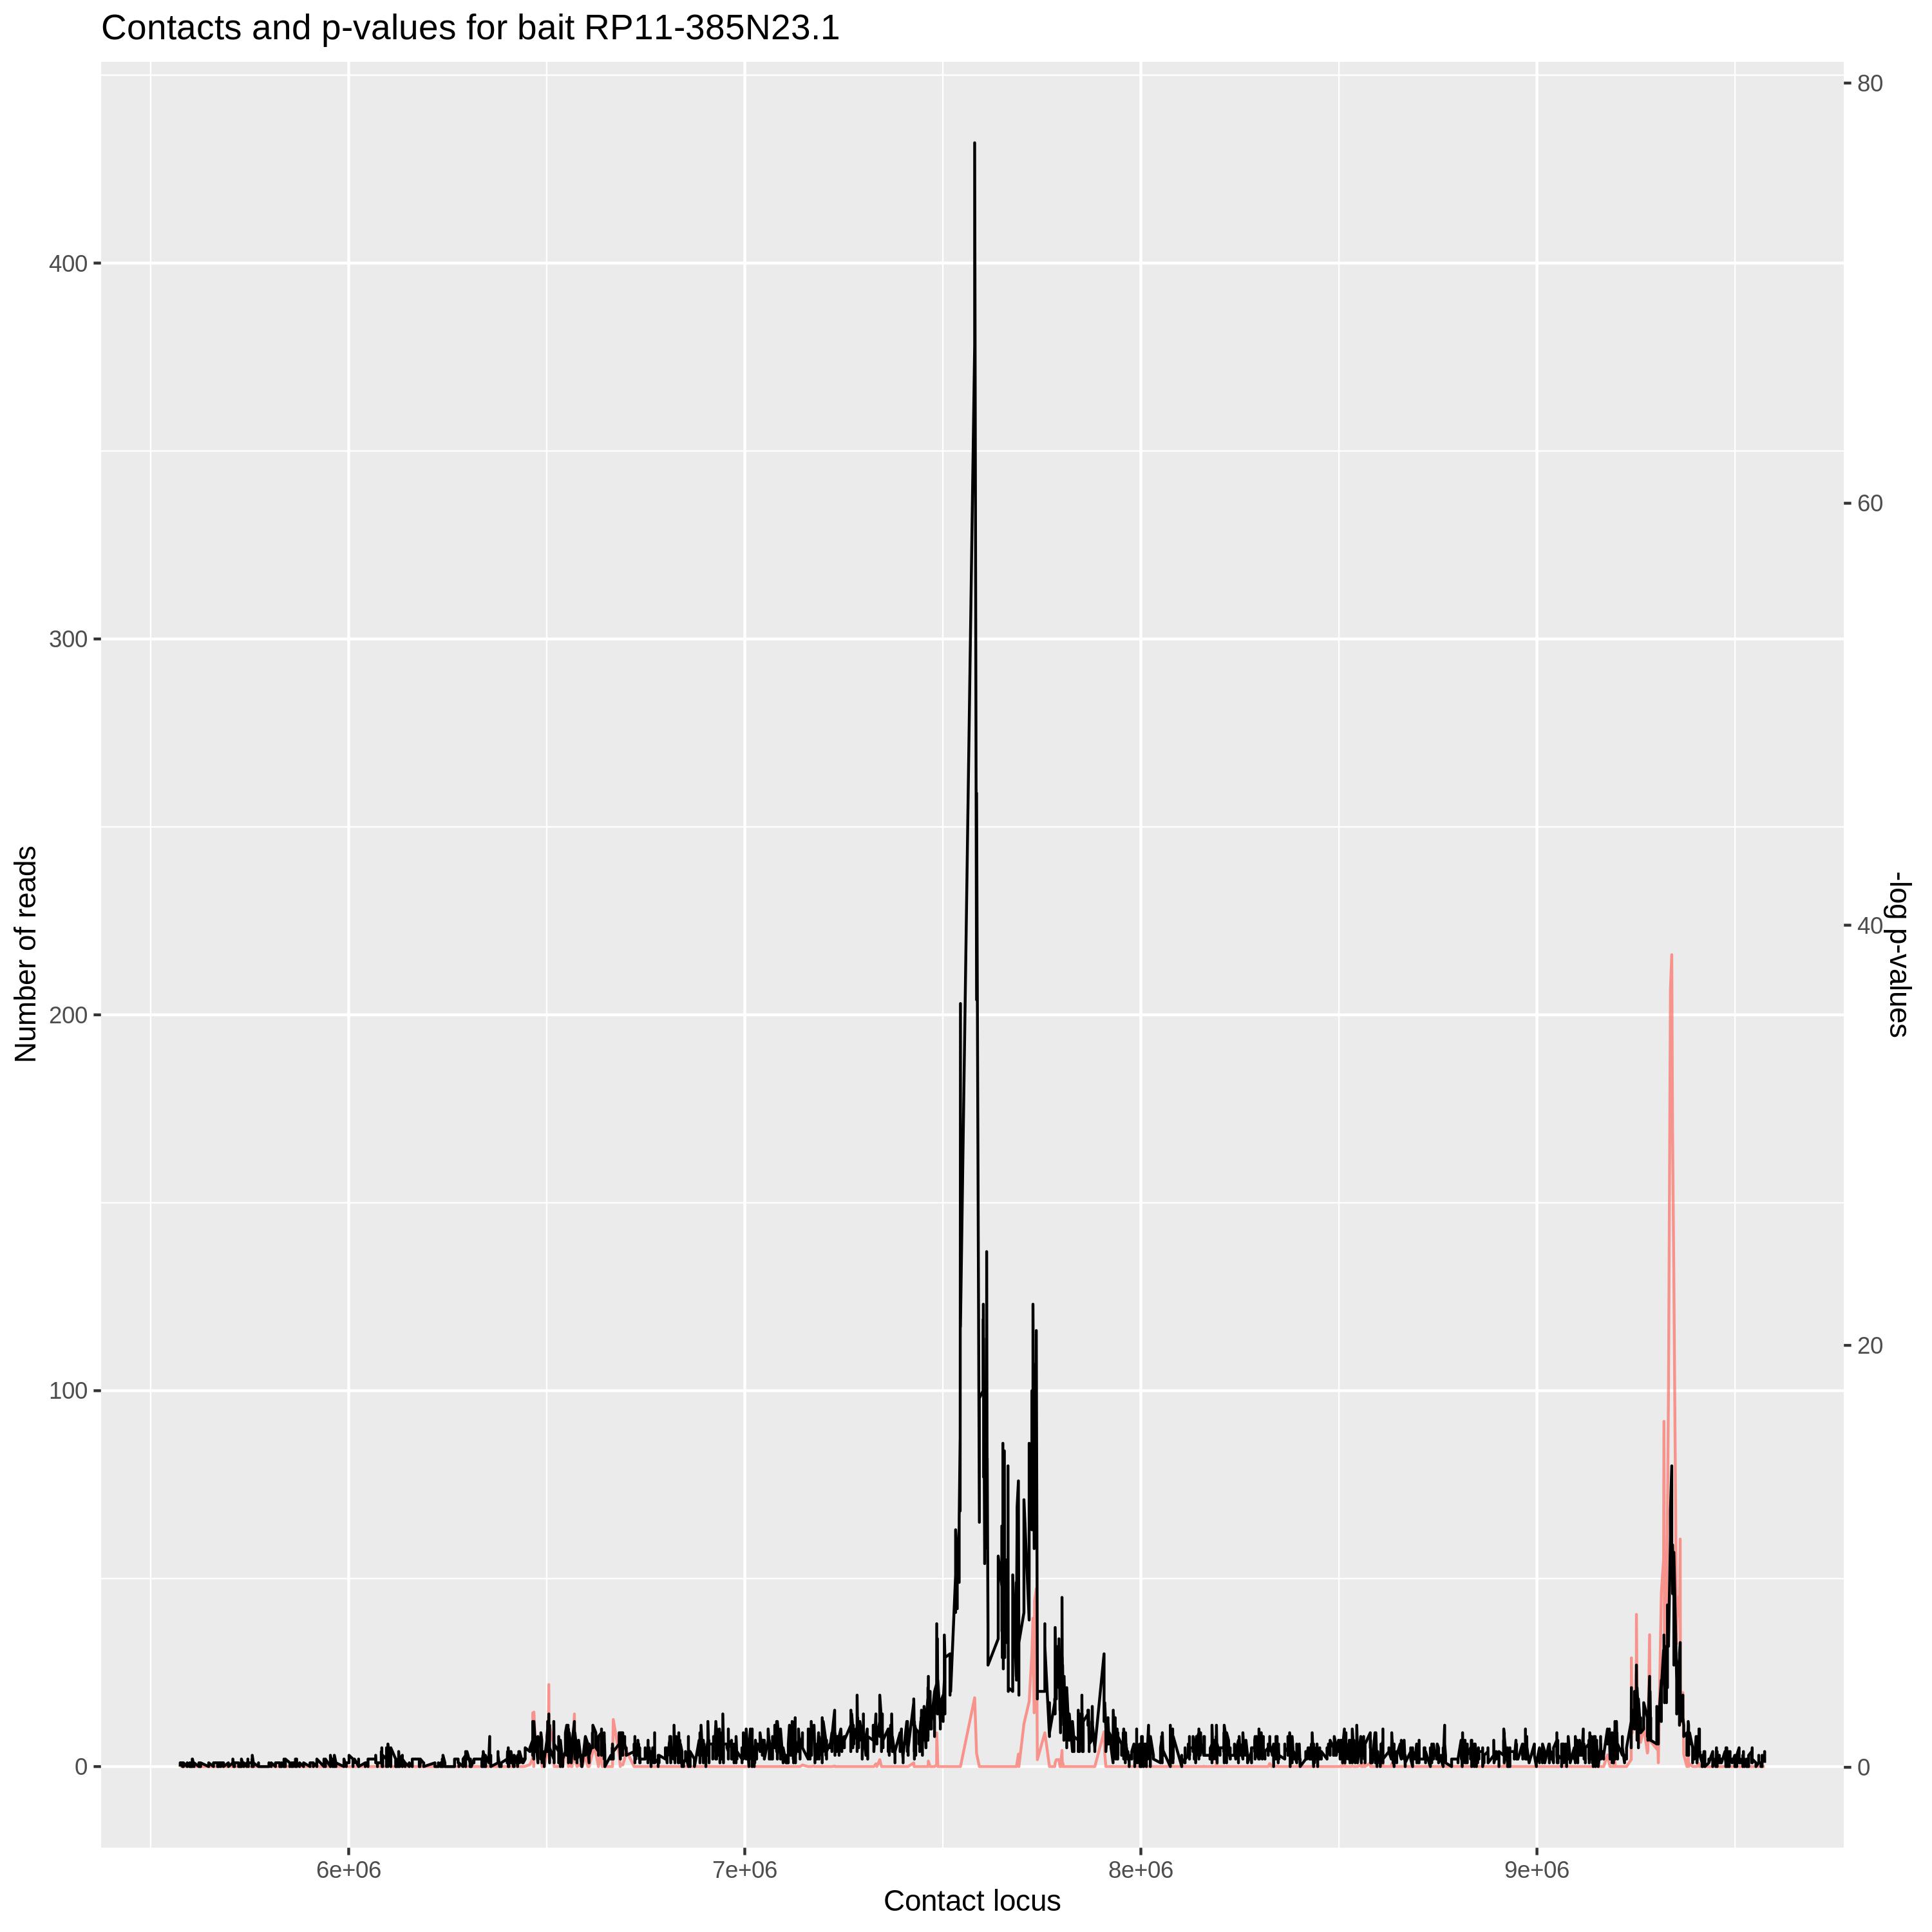 Contacts and p-values for bait RP11-385N23.1
Number of reads
400
300
200
100
0
80
60
40
20
0
-log p-values
6e+06
7e+06
8e+06
9e+06
Contact locus